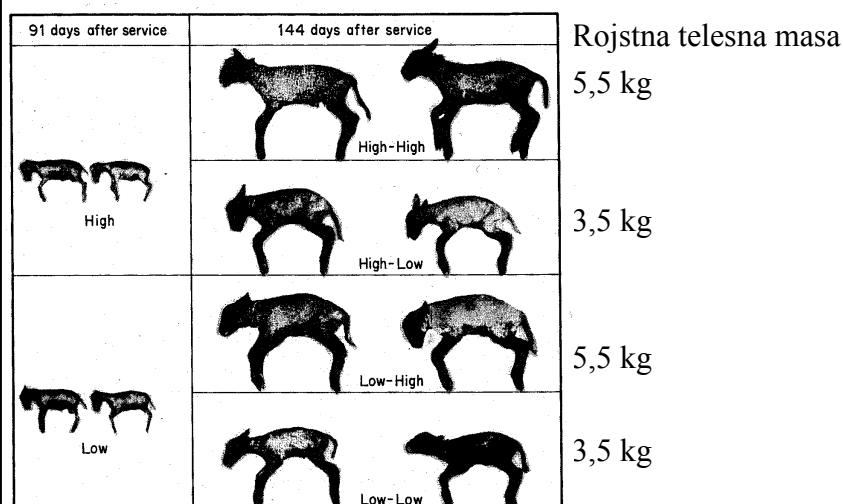 91 days after service
144 days after service
Rojstna telesna masa
5,5 kg
High-High
High
3,5 kg
High-Low
5,5 kg
Low-High
Low
3,5 kg
Low-Low